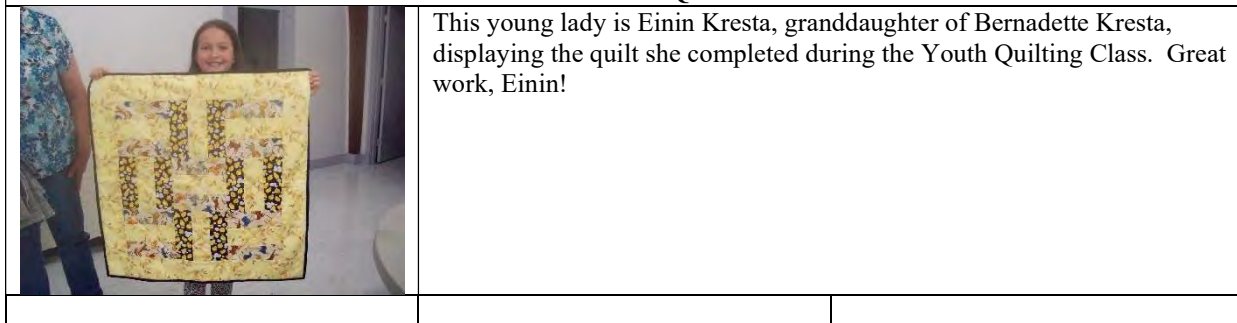 This young lady is Einin Kresta, granddaughter of Bernadette Kresta,
displaying the quilt she completed during the Youth Quilting Class.  Great
work, Einin!